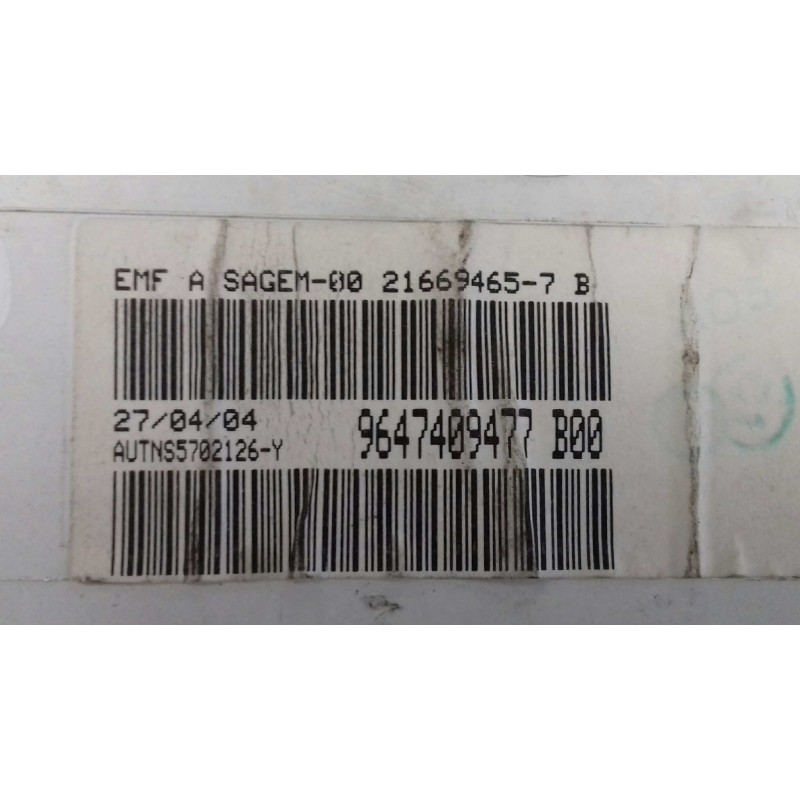 EMF A SAGEM-00 21669465-7 B
27/04/04
9647409477 B00
AUTNS5702126-Y